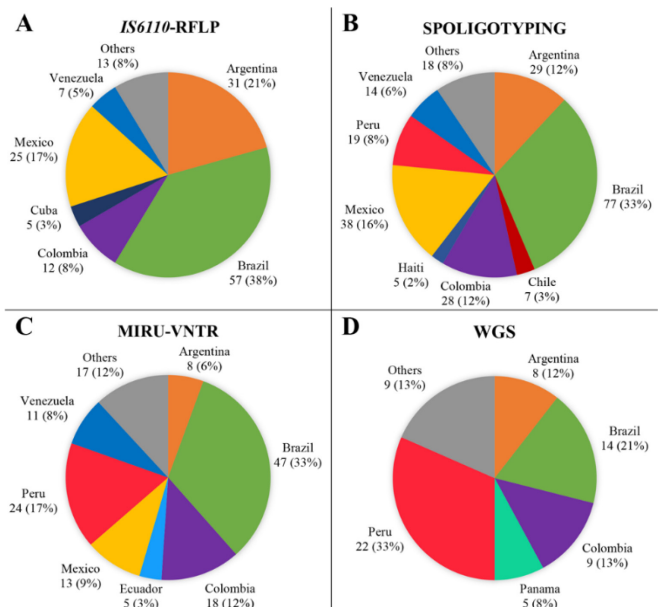 A
IS6110-RFLP
Others
13 (8%)
Argentina
31 (21%)
Venezuela
7 (5%)
Mexico
25 (17%)
Cuba
5 (3%)
Colombia
12 (8%)
Brazil
57 (38%)
B
SPOLIGOTYPING
Others
18 (8%)
Argentina
29 (12%)
Venezuela
14 (6%)
Peru
19 (8%)
Brazil
77 (33%)
Mexico
38 (16%)
Haiti
5 (2%)
Colombia
28 (12%)
Chile
7 (3%)
C
MIRU-VNTR
Others
17 (12%)
Argentina
8 (6%)
Venezuela
11 (8%)
Brazil
47 (33%)
Peru
24 (17%)
Mexico
13 (9%)
Ecuador
5 (3%)
Colombia
18 (12%)
D
WGS
Others
9 (13%)
Argentina
8 (12%)
Brazil
14 (21%)
Peru
22 (33%)
Colombia
9 (13%)
Panama
5 (8%)